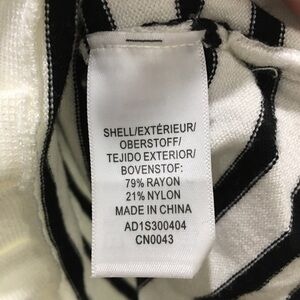 SHELL/EXTÉRIEUR/
OBERSTOFF/
TEJIDO EXTERIOR/
BOVENSTOF:
79% RAYON
21% NYLON
MADE IN CHINA
AD1S300404
CN0043